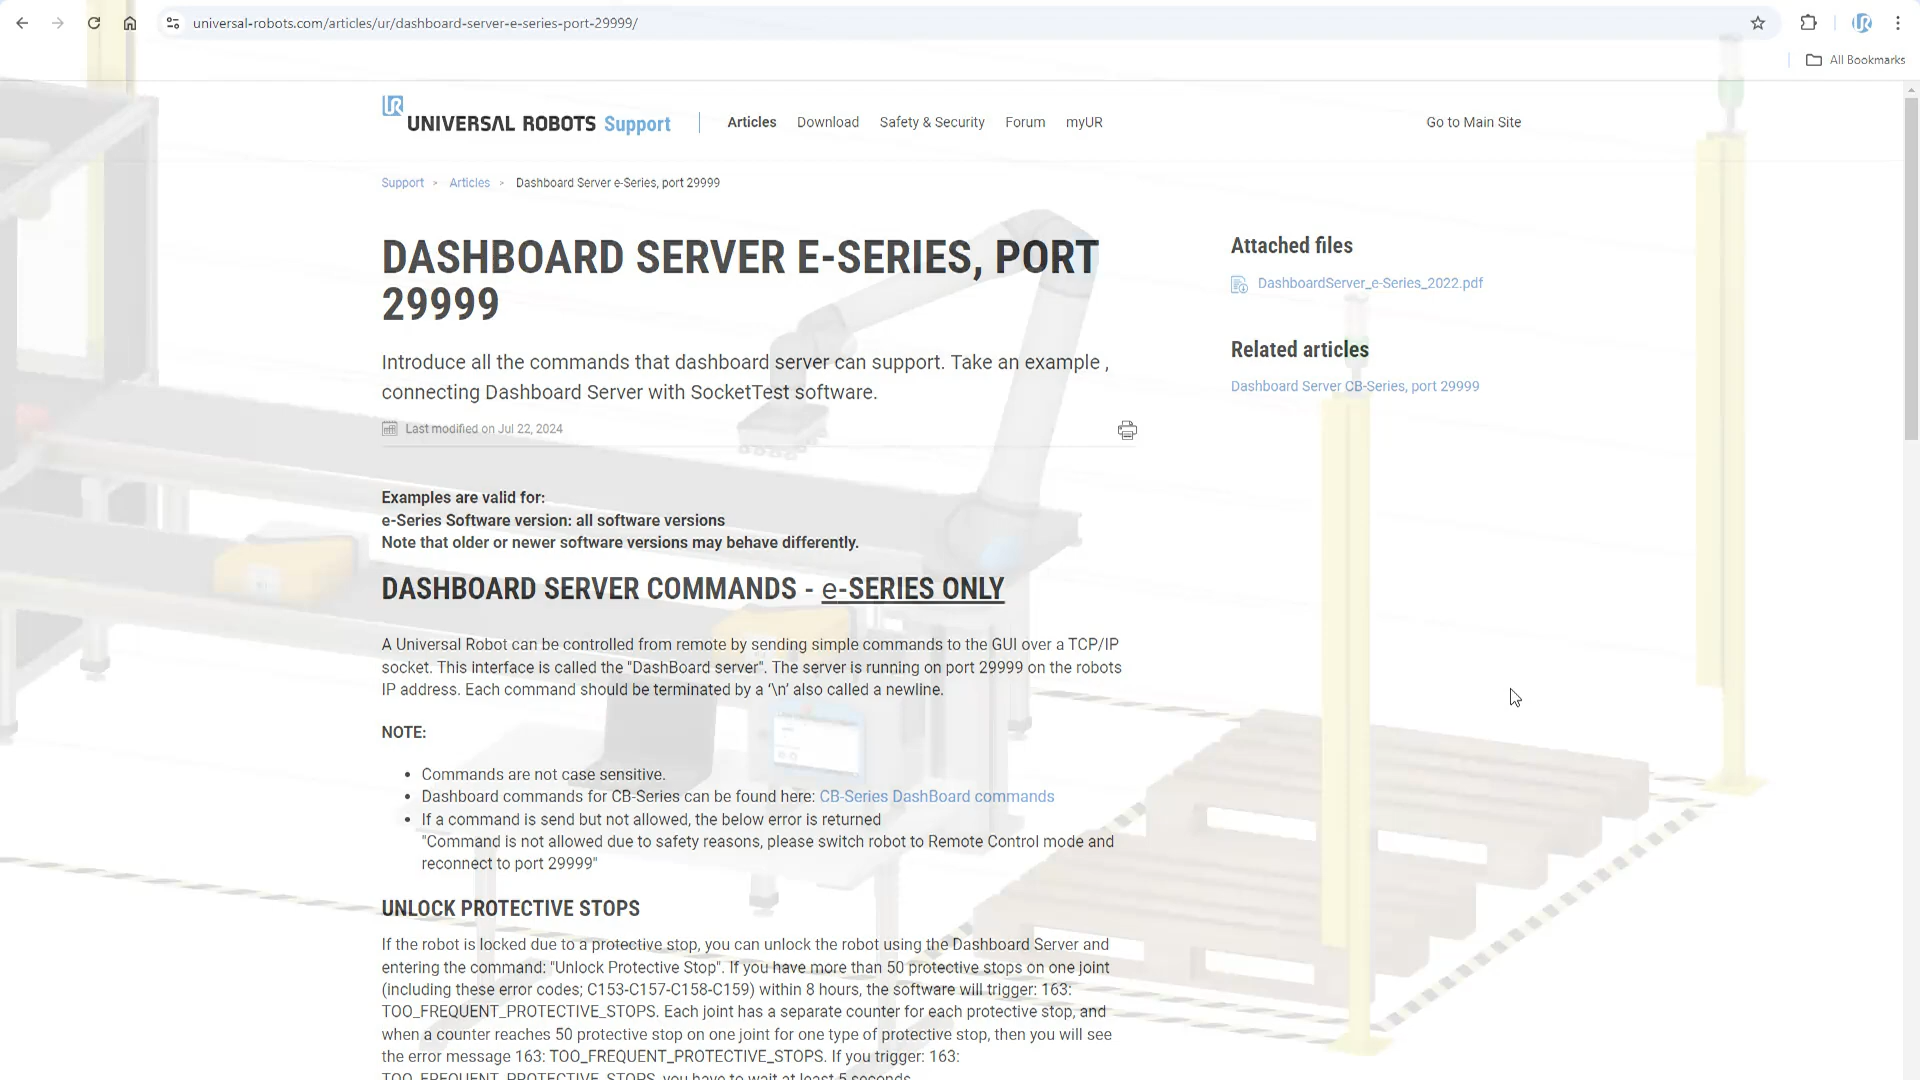 universal-robots.com/articles/ur/dashboard-server-e-series-port-29999/
All Bookmarks
UNIVERSAL ROBOTS Support
Articles Download Safety & Security Forum myUR
Go to Main Site
Support > Articles > Dashboard Server e-Series, port 29999
DASHBOARD SERVER E-SERIES, PORT
29999
Introduce all the commands that dashboard server can support. Take an example ,
connecting Dashboard Server with SocketTest software.
Last modified on Jul 22, 2024
Attached files
DashboardServer_e-Series_2022.pdf
Related articles
Dashboard Server CB-Series, port 29999
Examples are valid for:
e-Series Software version: all software versions
Note that older or newer software versions may behave differently.
DASHBOARD SERVER COMMANDS - e-SERIES ONLY
A Universal Robot can be controlled from remote by sending simple commands to the GUI over a TCP/IP
socket. This interface is called the "DashBoard server". The server is running on port 29999 on the robots
IP address. Each command should be terminated by a ‘\n’ also called a newline.
NOTE:
• Commands are not case sensitive.
• Dashboard commands for CB-Series can be found here: CB-Series DashBoard commands
• If a command is send but not allowed, the below error is returned
"Command is not allowed due to safety reasons, please switch robot to Remote Control mode and
reconnect to port 29999"
UNLOCK PROTECTIVE STOPS
If the robot is locked due to a protective stop, you can unlock the robot using the Dashboard Server and
entering the command: "Unlock Protective Stop". If you have more than 50 protective stops on one joint
(including these error codes; C153-C157-C158-C159) within 8 hours, the software will trigger: 163:
TOO_FREQUENT_PROTECTIVE_STOPS. Each joint has a separate counter for each protective stop, and
when a counter reaches 50 protective stop on one joint for one type of protective stop, then you will see
the error message 163: TOO_FREQUENT_PROTECTIVE_STOPS. If you trigger: 163:
TOO_FREQUENT_PROTECTIVE_STOPS, you have to wait at least 5 seconds